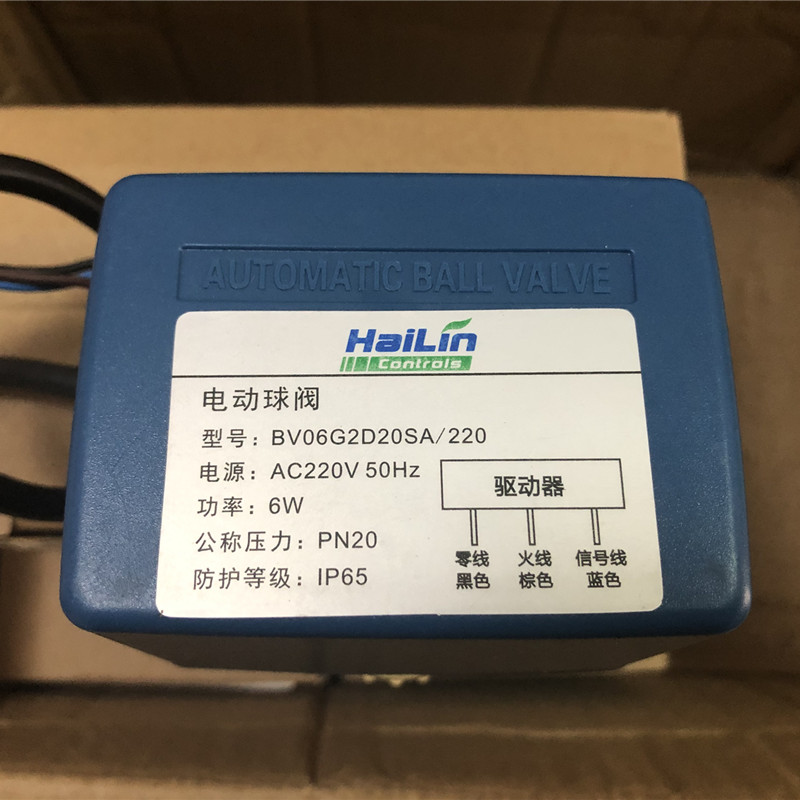 AUTOMATIC BALL VALVE
HaiLin
Controls
电动球阀
型号：BV06G2D20SA/220
电源：AC220V 50Hz
功率：6W
公称压力：PN20
防护等级：IP65
驱动器
零线 火线 信号线
黑色 棕色 蓝色